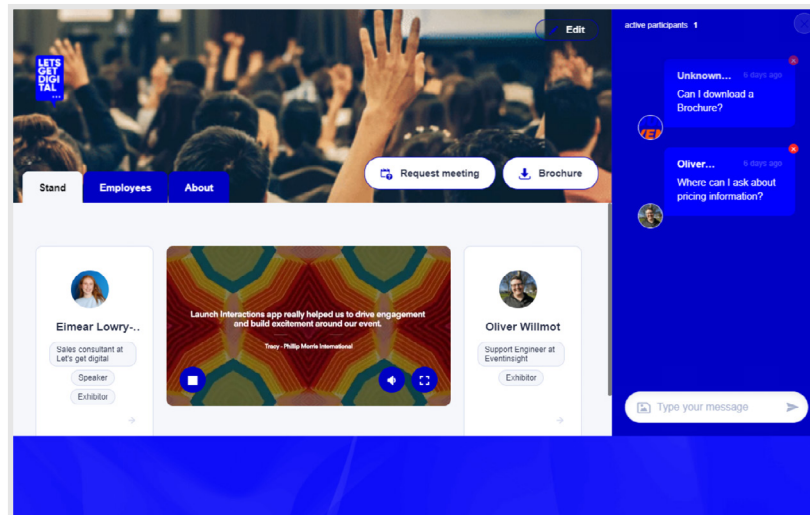 Edit
LETS
GET
DIGI
TAL
...
Request meeting
Brochure
Stand
Employees
About
Eimear Lowry-..
Sales consultant at
Let's get digital
Speaker
Exhibitor
Launch Interactions app really helped us to drive engagement
and build excitement around our event.
Tracy - Phillip Morris International
Oliver Willmot
Support Engineer at
Eventinsight
Exhibitor
active participants 1
Unknown... 6 days ago
Can I download a
Brochure?
Oliver... 6 days ago
Where can I ask about
pricing information?
Type your message